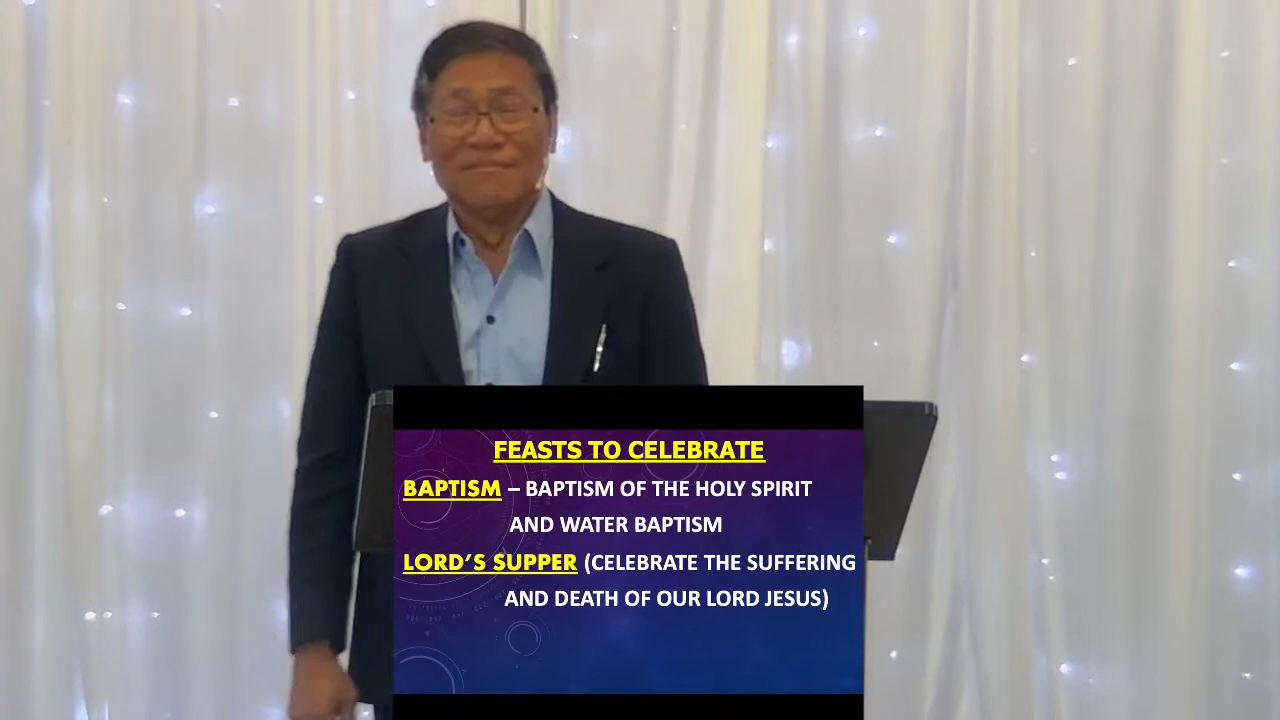 FEASTS TO CELEBRATE
BAPTISM – BAPTISM OF THE HOLY SPIRIT
AND WATER BAPTISM
LORD'S SUPPER (CELEBRATE THE SUFFERING
AND DEATH OF OUR LORD JESUS)